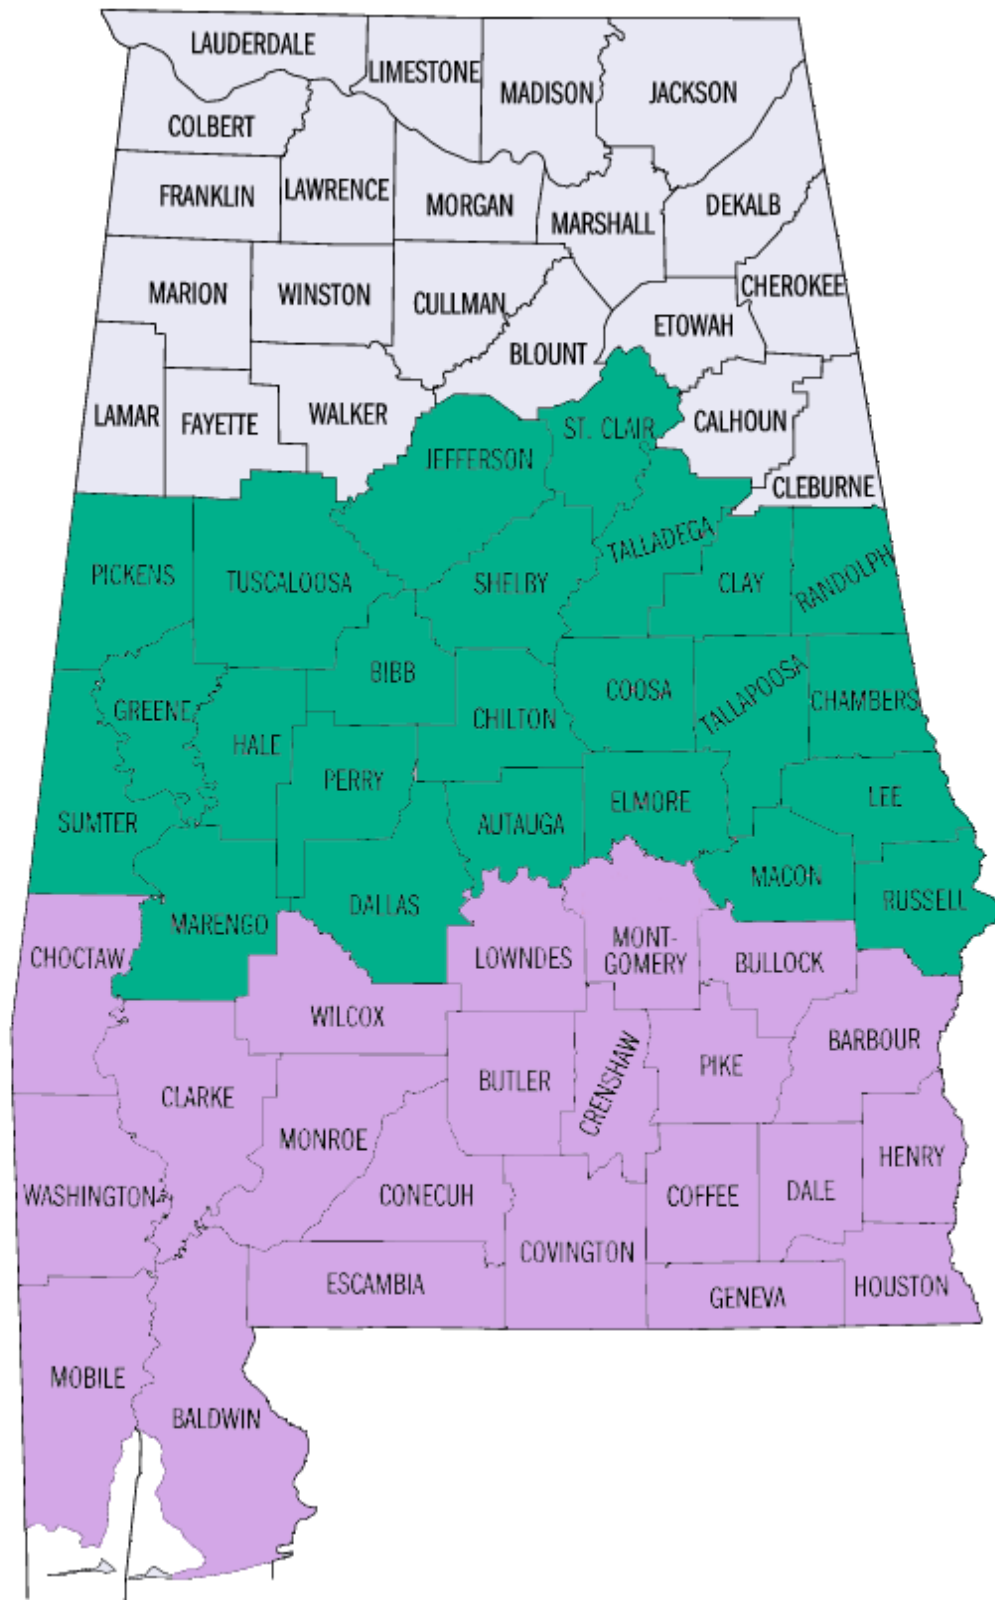 LAUDERDALE
LIMESTONE
MADISON
JACKSON
COLBERT
FRANKLIN
LAWRENCE
MORGAN
MARSHALL
DEKALB
CHEROKEE
MARION
WINSTON
CULLMAN
ETOWAH
BLOUNT
LAMAR
FAYETTE
WALKER
JEFFERSON
ST. CLAIR
CALHOUN
CLEBURNE
PICKENS
TUSCALOOSA
SHELBY
TALLADEGA
CLAY
RANDOLPH
GREENE
HALE
BIBB
CHILTON
COOSA
TALLAPOOSA
CHAMBERS
SUMTER
PERRY
AUTAUGA
ELMORE
LEE
MACON
RUSSELL
MARENGO
DALLAS
CHOCTAW
LOWNDES
MONT-
GOMERY
BULLOCK
WILCOX
BARBOUR
CLARKE
BUTLER
CRENSHAW
PIKE
MONROE
HENRY
WASHINGTON
CONECUH
COFFEE
DALE
COVINGTON
ESCAMBIA
GENEVA
HOUSTON
MOBILE
BALDWIN